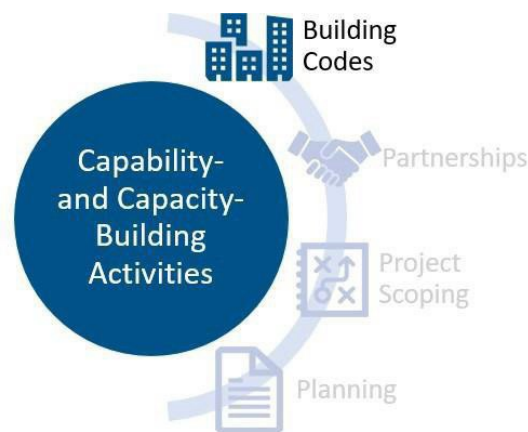 Building
Codes
Capability-
and Capacity-
Building
Activities
Partnerships
Project
Scoping
Planning